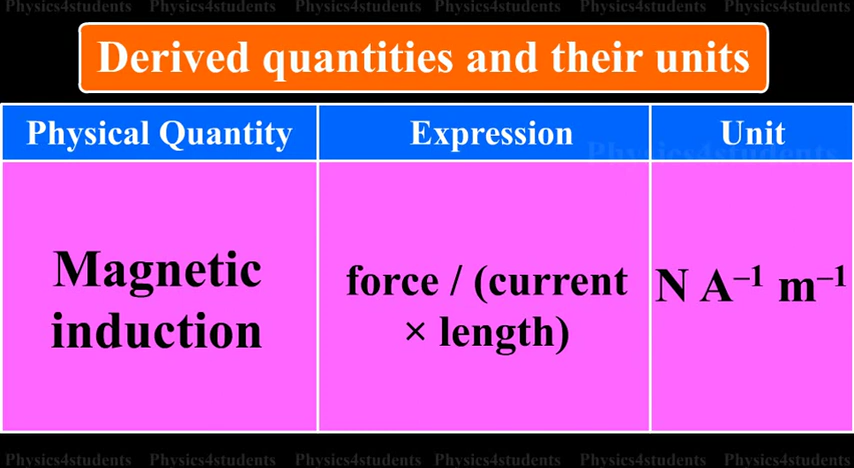 Physics4students Physics4students Physics4students Physics4students Physics4students Physics4students
Derived quantities and their units
Physical Quantity Expression Unit
Physics4students
Magnetic
induction
force / (current
× length)
N A⁻¹ m⁻¹
Physics4students Physics4students Physics4students Physics4students Physics4students Physics4students